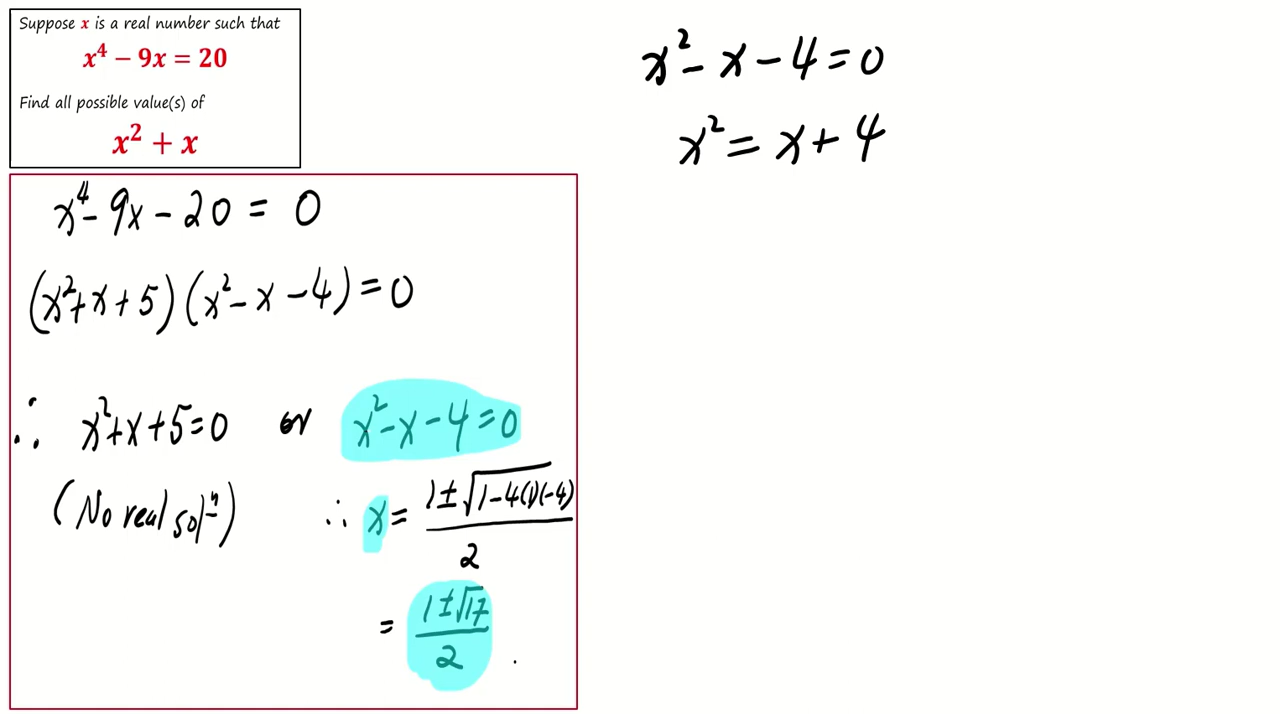 Suppose x is a real number such that
x⁴ − 9x = 20
Find all possible value(s) of
x² + x
x⁴ - 9x - 20 = 0
(x² + x + 5)(x² - x - 4) = 0
∴ x² + x + 5 = 0 or x² - x - 4 = 0
(No real solⁿ) ∴ x = (1 ± √(1 - 4(1)(-4))) / 2
= (1 ± √17) / 2
x² - x - 4 = 0
x² = x + 4